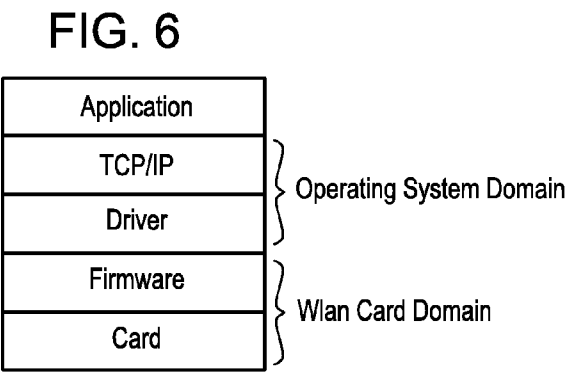 FIG. 6
Application
TCP/IP
Driver
Operating System Domain
Firmware
Card
Wlan Card Domain